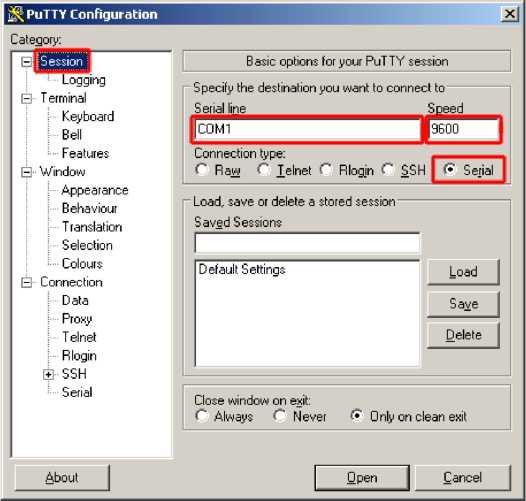 PuTTY Configuration
Category:
Session
Logging
Terminal
Keyboard
Bell
Features
Window
Appearance
Behaviour
Translation
Selection
Colours
Connection
Data
Proxy
Telnet
Rlogin
SSH
Serial
Basic options for your PuTTY session
Specify the destination you want to connect to
Serial line Speed
COM1 9600
Connection type:
Raw Telnet Rlogin SSH Serial
Load, save or delete a stored session
Saved Sessions
Default Settings
Load
Save
Delete
Close window on exit:
Always Never Only on clean exit
About Open Cancel